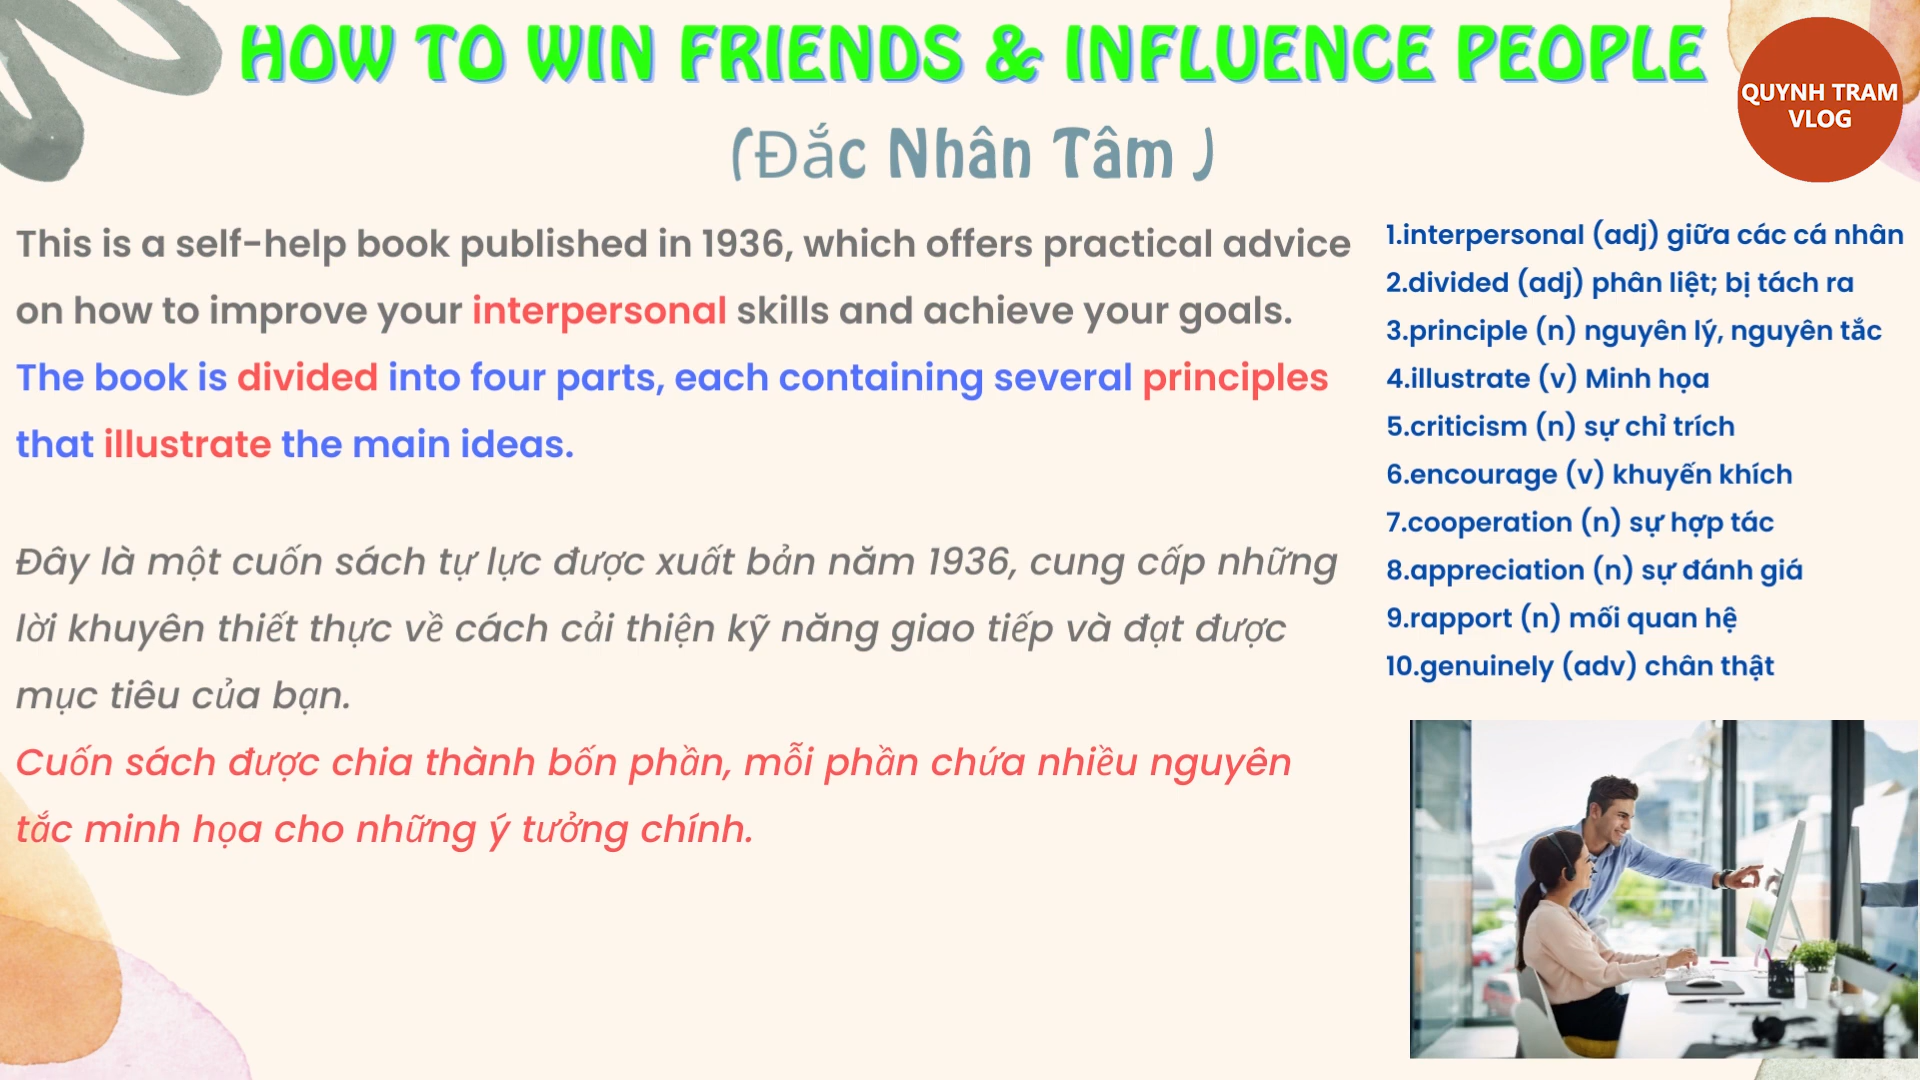 HOW TO WIN FRIENDS & INFLUENCE PEOPLE
(Đắc Nhân Tâm )
QUYNH TRAM
VLOG
This is a self-help book published in 1936, which offers practical advice
on how to improve your interpersonal skills and achieve your goals.
The book is divided into four parts, each containing several principles
that illustrate the main ideas.
Đây là một cuốn sách tự lực được xuất bản năm 1936, cung cấp những
lời khuyên thiết thực về cách cải thiện kỹ năng giao tiếp và đạt được
mục tiêu của bạn.
Cuốn sách được chia thành bốn phần, mỗi phần chứa nhiều nguyên
tắc minh họa cho những ý tưởng chính.
1.interpersonal (adj) giữa các cá nhân
2.divided (adj) phân liệt; bị tách ra
3.principle (n) nguyên lý, nguyên tắc
4.illustrate (v) Minh họa
5.criticism (n) sự chỉ trích
6.encourage (v) khuyến khích
7.cooperation (n) sự hợp tác
8.appreciation (n) sự đánh giá
9.rapport (n) mối quan hệ
10.genuinely (adv) chân thật